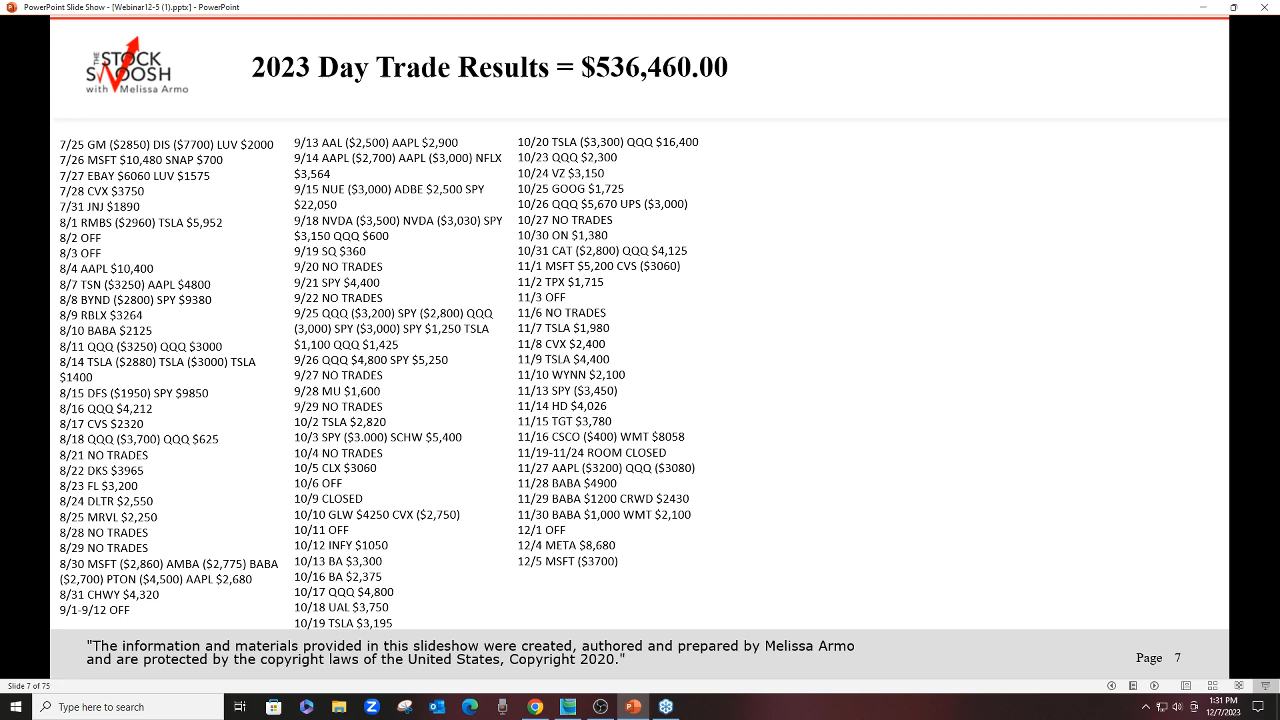 PowerPoint Slide Show - [Webinar12-5 (1).pptx] - PowerPoint
THE
STOCK
SWOOSH
with Melissa Armo
2023 Day Trade Results = $536,460.00
7/25 GM ($2850) DIS ($7700) LUV $2000
7/26 MSFT $10,480 SNAP $700
7/27 EBAY $6060 LUV $1575
7/28 CVX $3750
7/31 JNJ $1890
8/1 RMBS ($2960) TSLA $5,952
8/2 OFF
8/3 OFF
8/4 AAPL $10,400
8/7 TSN ($3250) AAPL $4800
8/8 BYND ($2800) SPY $9380
8/9 RBLX $3264
8/10 BABA $2125
8/11 QQQ ($3250) QQQ $3000
8/14 TSLA ($2880) TSLA ($3000) TSLA
$1400
8/15 DFS ($1950) SPY $9850
8/16 QQQ $4,212
8/17 CVS $2320
8/18 QQQ ($3,700) QQQ $625
8/21 NO TRADES
8/22 DKS $3965
8/23 FL $3,200
8/24 DLTR $2,550
8/25 MRVL $2,250
8/28 NO TRADES
8/29 NO TRADES
8/30 MSFT ($2,860) AMBA ($2,775) BABA
($2,700) PTON ($4,500) AAPL $2,680
8/31 CHWY $4,320
9/1-9/12 OFF
9/13 AAL ($2,500) AAPL $2,900
9/14 AAPL ($2,700) AAPL ($3,000) NFLX
$3,564
9/15 NUE ($3,000) ADBE $2,500 SPY
$22,050
9/18 NVDA ($3,500) NVDA ($3,030) SPY
$3,150 QQQ $600
9/19 SQ $360
9/20 NO TRADES
9/21 SPY $4,400
9/22 NO TRADES
9/25 QQQ ($3,200) SPY ($2,800) QQQ
(3,000) SPY ($3,000) SPY $1,250 TSLA
$1,100 QQQ $1,425
9/26 QQQ $4,800 SPY $5,250
9/27 NO TRADES
9/28 MU $1,600
9/29 NO TRADES
10/2 TSLA $2,820
10/3 SPY ($3.000) SCHW $5,400
10/4 NO TRADES
10/5 CLX $3060
10/6 OFF
10/9 CLOSED
10/10 GLW $4250 CVX ($2,750)
10/11 OFF
10/12 INFY $1050
10/13 BA $3,300
10/16 BA $2,375
10/17 QQQ $4,800
10/18 UAL $3,750
10/19 TSLA $3,195
10/20 TSLA ($3,300) QQQ $16,400
10/23 QQQ $2,300
10/24 VZ $3,150
10/25 GOOG $1,725
10/26 QQQ $5,670 UPS ($3,000)
10/27 NO TRADES
10/30 ON $1,380
10/31 CAT ($2,800) QQQ $4,125
11/1 MSFT $5,200 CVS ($3060)
11/2 TPX $1,715
11/3 OFF
11/6 NO TRADES
11/7 TSLA $1,980
11/8 CVX $2,400
11/9 TSLA $4,400
11/10 WYNN $2,100
11/13 SPY ($3,450)
11/14 HD $4,026
11/15 TGT $3,780
11/16 CSCO ($400) WMT $8058
11/19-11/24 ROOM CLOSED
11/27 AAPL ($3200) QQQ ($3080)
11/28 BABA $4900
11/29 BABA $1200 CRWD $2430
11/30 BABA $1,000 WMT $2,100
12/1 OFF
12/4 META $8,680
12/5 MSFT ($3700)
"The information and materials provided in this slideshow were created, authored and prepared by Melissa Armo
and are protected by the copyright laws of the United States, Copyright 2020."
Page 7
Slide 7 of 75
Type here to search
1:31 PM
12/7/2023